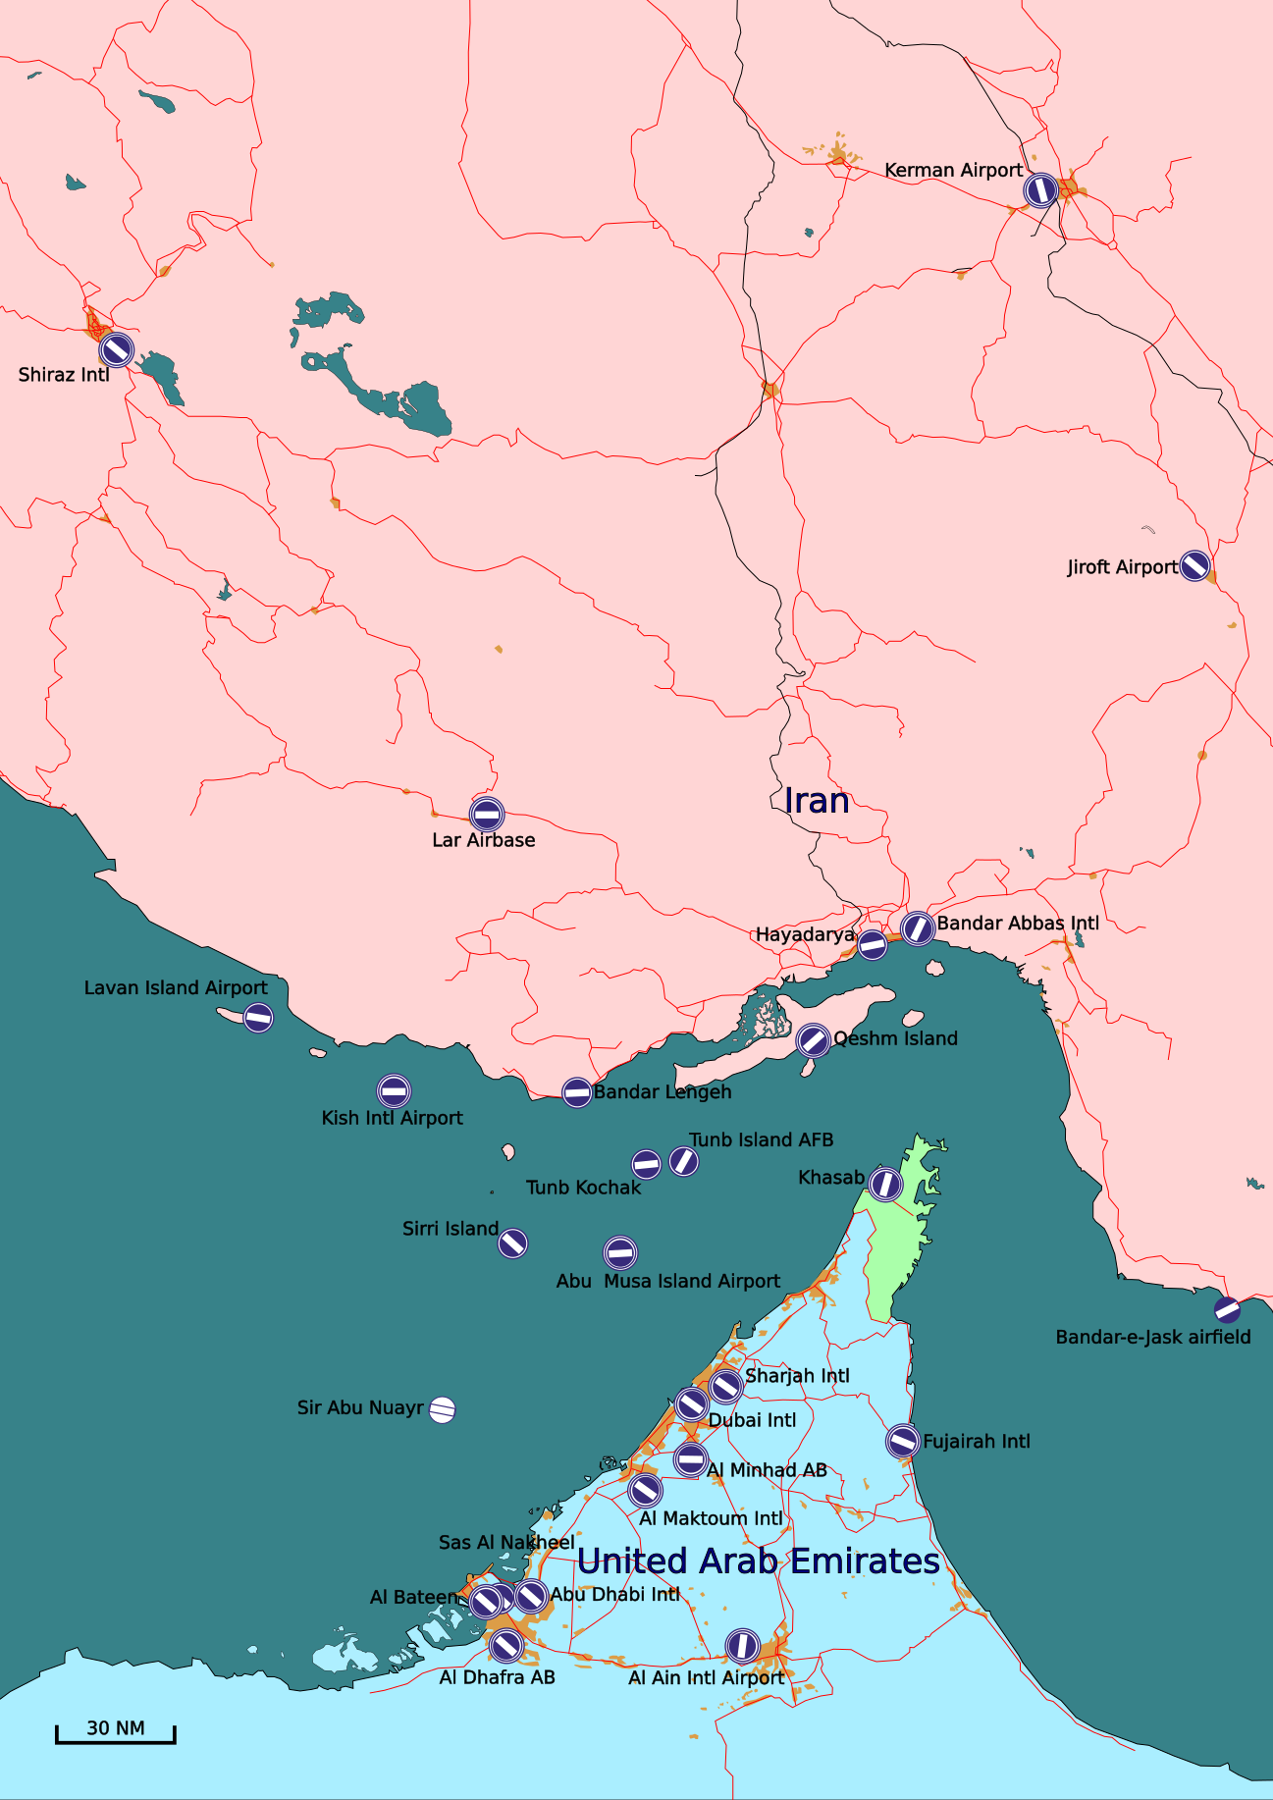 Kerman Airport
Shiraz Intl
Jiroft Airport
Iran
Lar Airbase
Bandar Abbas Intl
Hayadarya
Lavan Island Airport
Qeshm Island
Bandar Lengeh
Kish Intl Airport
Tunb Island AFB
Khasab
Tunb Kochak
Sirri Island
Abu Musa Island Airport
Bandar-e-Jask airfield
Sharjah Intl
Sir Abu Nuayr
Dubai Intl
Fujairah Intl
Al Minhad AB
Al Maktoum Intl
Sas Al Nakheel
United Arab Emirates
Al Bateen
Abu Dhabi Intl
Al Dhafra AB
Al Ain Intl Airport
30 NM